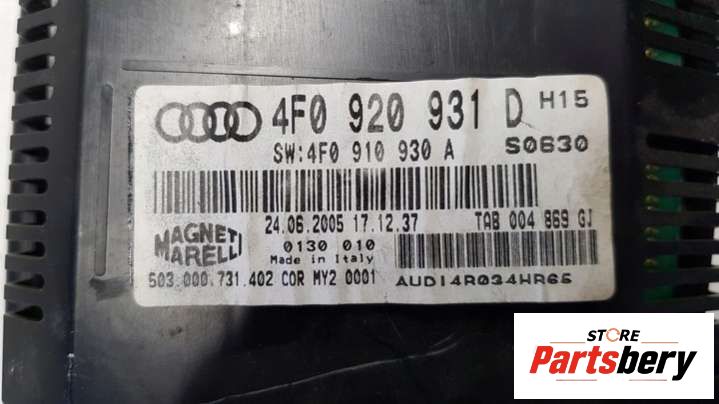 4F0 920 931 D H15
SW:4F0 910 930 A S0630
24.06.2005 17.12.37 TAB 004 869 GJ
MAGNETI
MARELLI
0130 010
Made in Italy
503.000.731.402 COR MY2 0001
AUDI4R034HR65
STORE
Partsbery